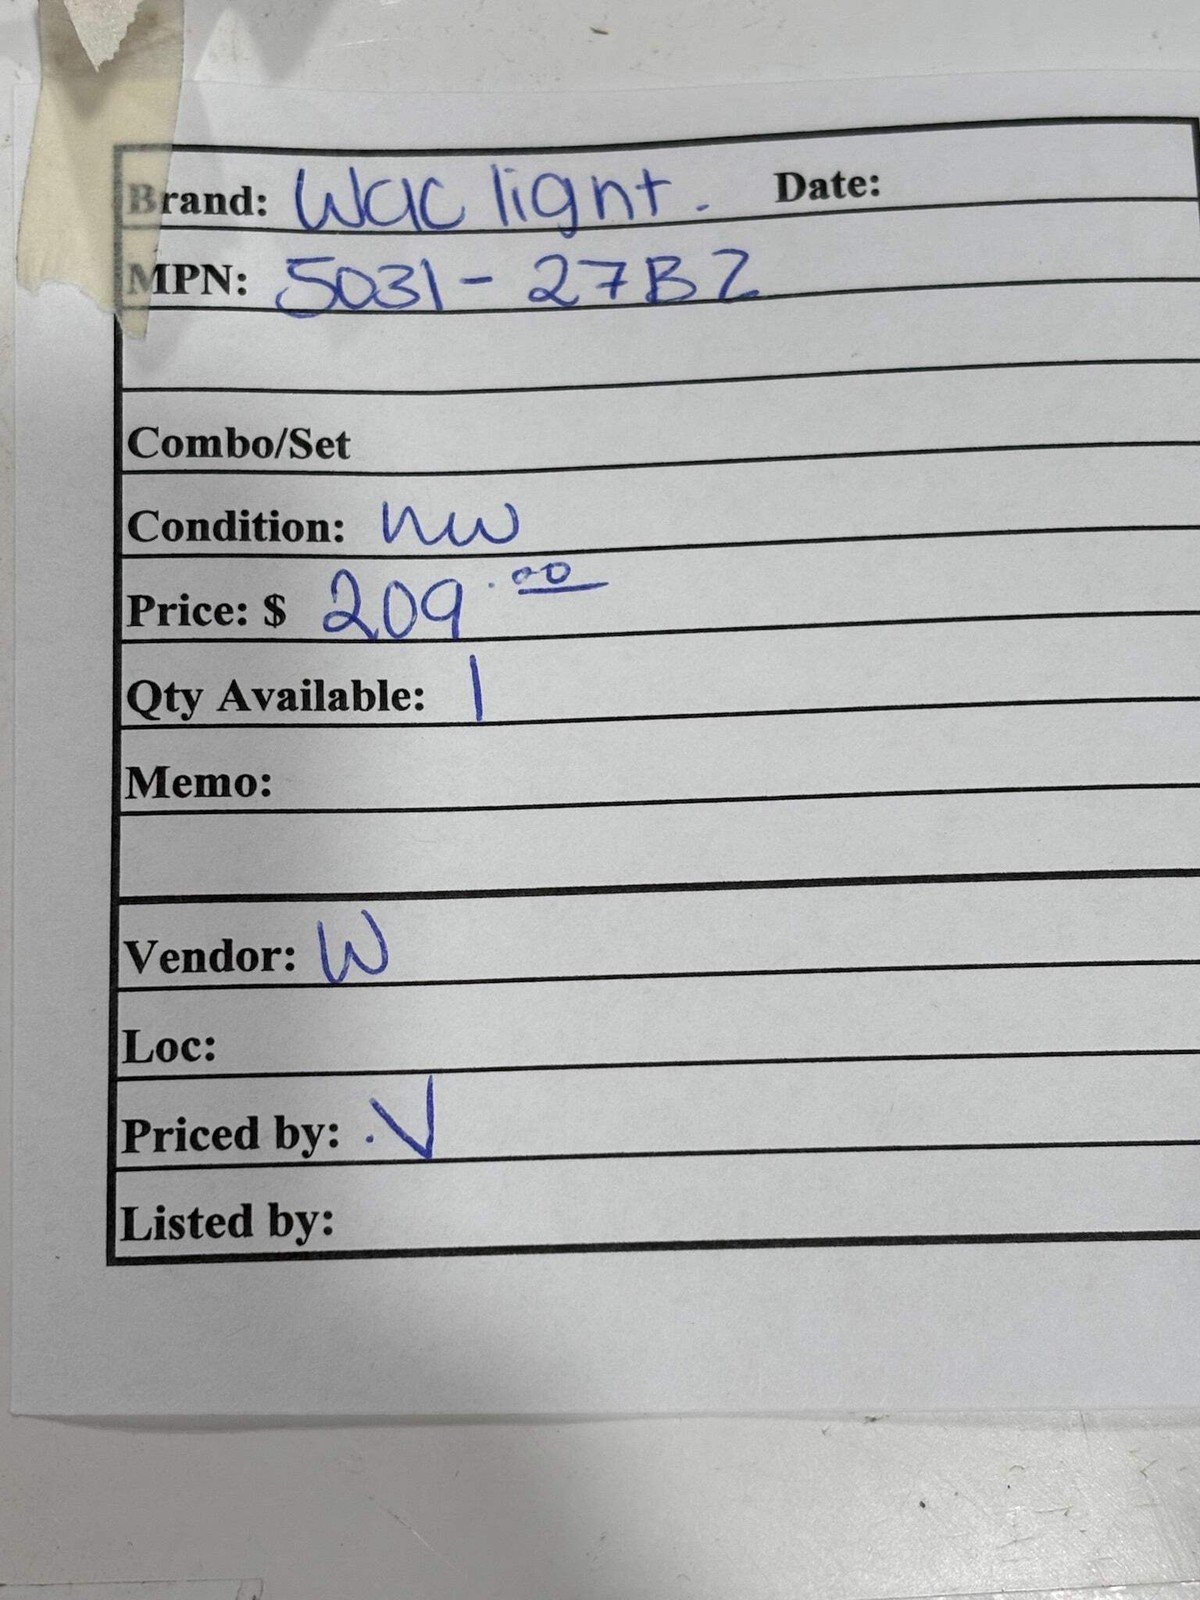 Brand: Wac light. Date:
MPN: 5031-27BZ
Combo/Set
Condition: nw
Price: $ 209.00
Qty Available: 1
Memo:
Vendor: W
Loc:
Priced by: .V
Listed by: